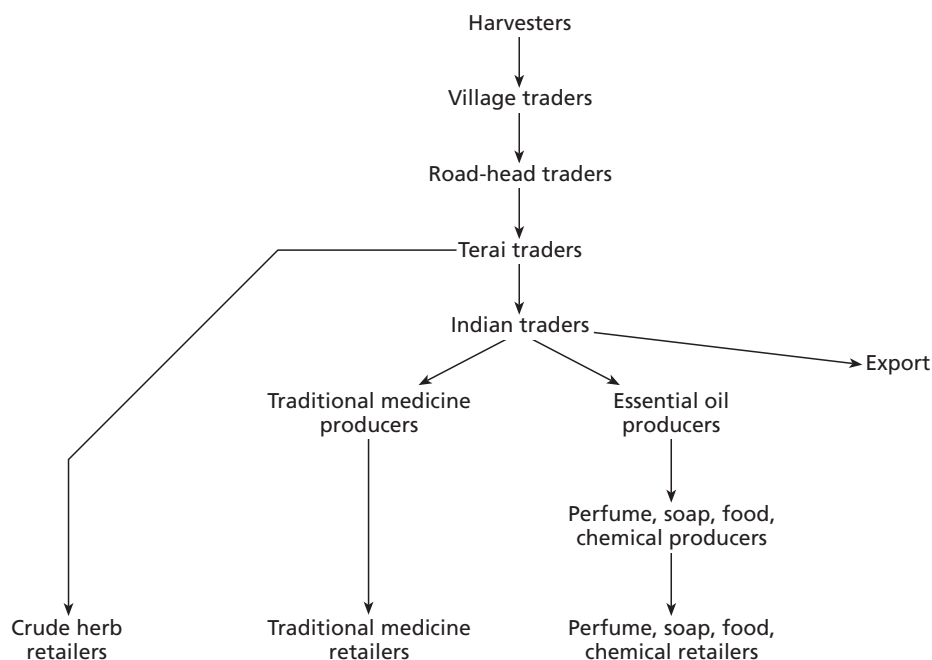 Harvesters
Village traders
Road-head traders
Terai traders
Indian traders
Export
Traditional medicine
producers
Essential oil
producers
Perfume, soap, food,
chemical producers
Crude herb
retailers
Traditional medicine
retailers
Perfume, soap, food,
chemical retailers